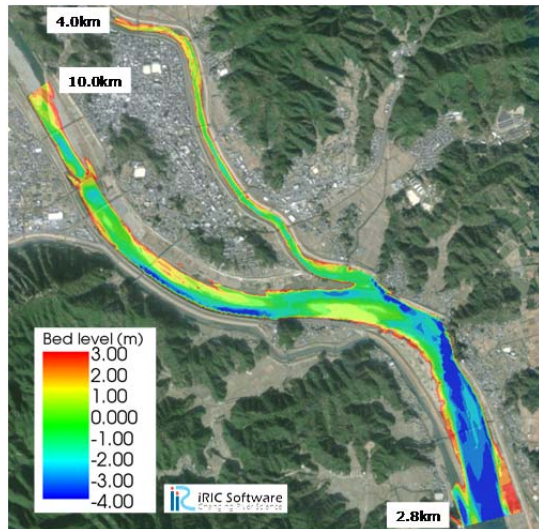 4.0km
10.0km
Bed level (m)
3.00
2.00
1.00
0.000
-1.00
-2.00
-3.00
-4.00
iRIC Software
Changing River Science
2.8km